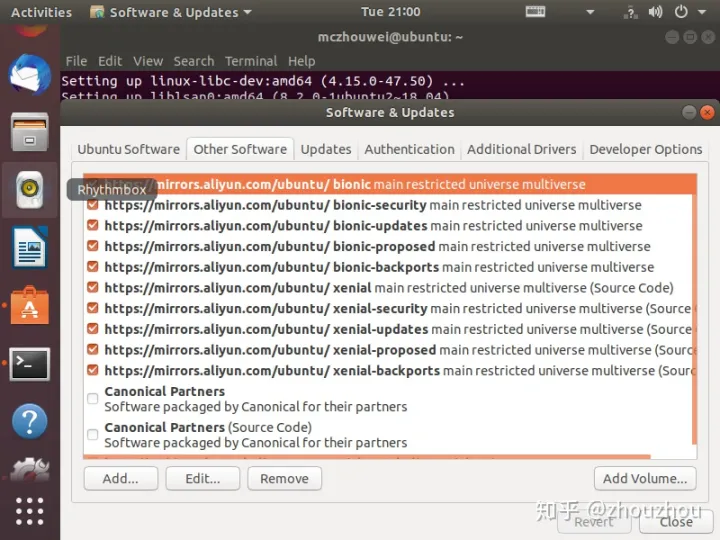 Activities Software & Updates Tue 21:00
mczhouwei@ubuntu: ~
File Edit View Search Terminal Help
Setting up linux-libc-dev:amd64 (4.15.0-47.50) ...
Setting up liblsan0:amd64 (8.2.0-1ubuntu2~18.04)
Software & Updates
Ubuntu Software Other Software Updates Authentication Additional Drivers Developer Options
Rhythmbox
mirrors.aliyun.com/ubuntu/ bionic main restricted universe multiverse
https://mirrors.aliyun.com/ubuntu/ bionic-security main restricted universe multiverse
https://mirrors.aliyun.com/ubuntu/ bionic-updates main restricted universe multiverse
https://mirrors.aliyun.com/ubuntu/ bionic-proposed main restricted universe multiverse
https://mirrors.aliyun.com/ubuntu/ bionic-backports main restricted universe multiverse
https://mirrors.aliyun.com/ubuntu/ xenial main restricted universe multiverse (Source Code)
https://mirrors.aliyun.com/ubuntu/ xenial-security main restricted universe multiverse (Source Co
https://mirrors.aliyun.com/ubuntu/ xenial-updates main restricted universe multiverse (Source Co
https://mirrors.aliyun.com/ubuntu/ xenial-proposed main restricted universe multiverse (Sourc
https://mirrors.aliyun.com/ubuntu/ xenial-backports main restricted universe multiverse (Sourc
Canonical Partners
Software packaged by Canonical for their partners
Canonical Partners (Source Code)
Software packaged by Canonical for their partners
Add... Edit... Remove Add Volume...
知乎 @zhouzhou
Revert Close